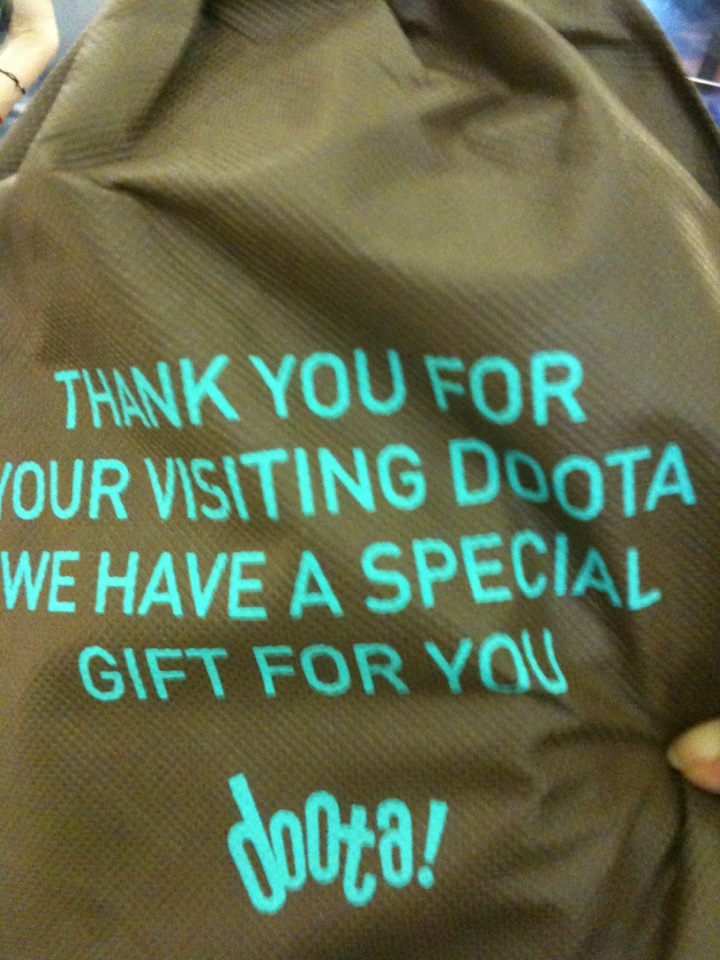 THANK YOU FOR
YOUR VISITING DOOTA
WE HAVE A SPECIAL
GIFT FOR YOU
doota!